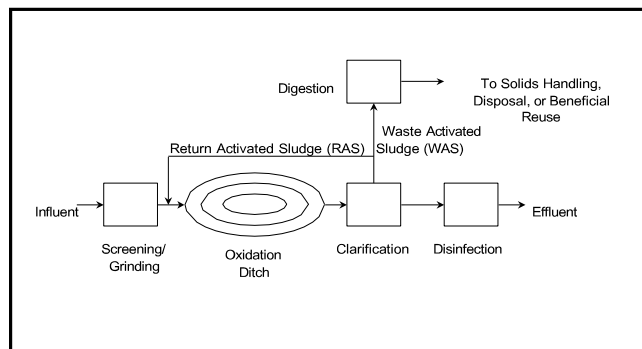 Digestion
To Solids Handling,
Disposal, or Beneficial
Reuse
Waste Activated
Return Activated Sludge (RAS)
Sludge (WAS)
Influent
Effluent
Screening/
Grinding
Oxidation
Ditch
Clarification
Disinfection